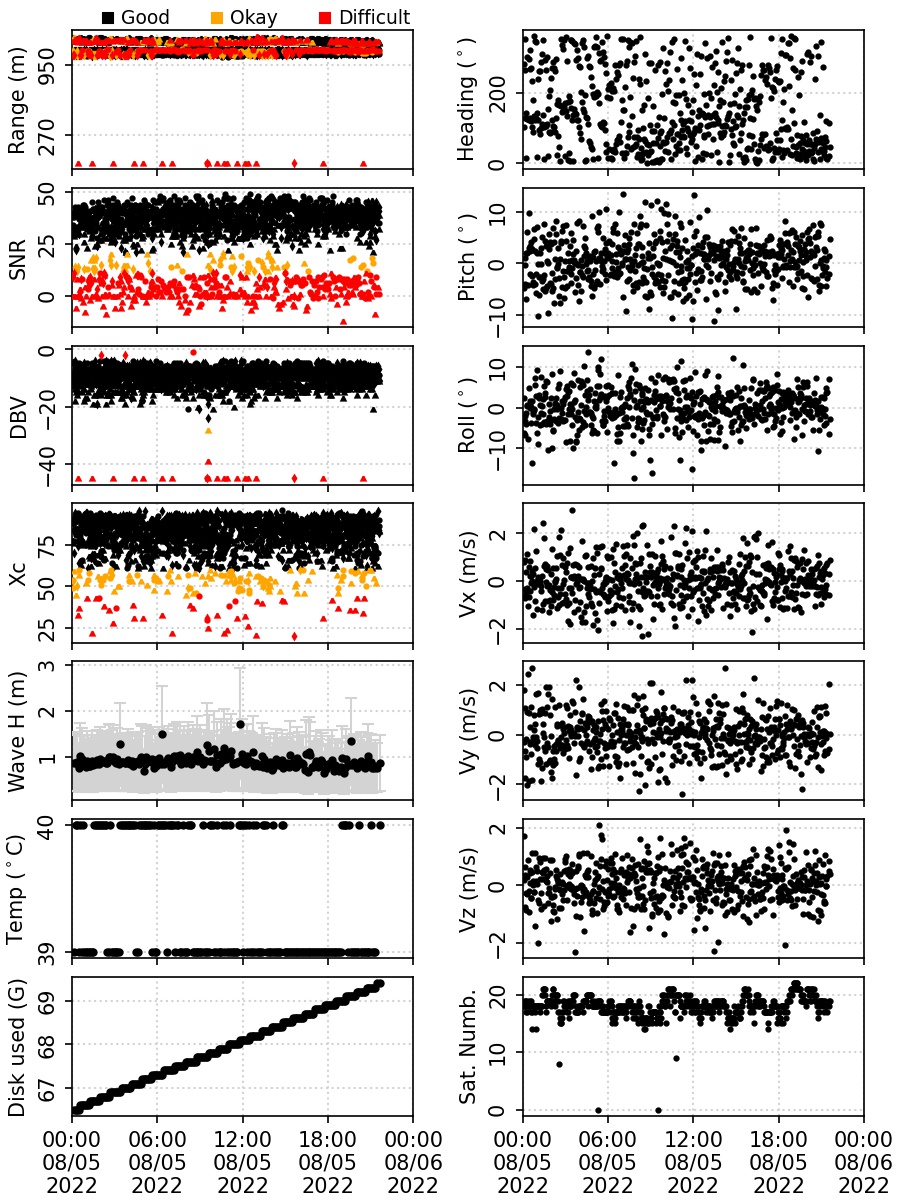 Good Okay Difficult
Range (m)
950
270
Heading (°)
200
0
SNR
50
25
0
Pitch (°)
10
0
−10
DBV
0
−20
−40
Roll (°)
10
0
−10
Xc
75
50
25
Vx (m/s)
2
0
−2
Wave H (m)
3
2
1
Vy (m/s)
2
0
−2
Temp (°C)
40
39
Vz (m/s)
2
0
−2
Disk used (G)
69
68
67
Sat. Numb.
20
10
0
00:00 06:00 12:00 18:00 00:00 00:00 06:00 12:00 18:00 00:00
08/05 08/05 08/05 08/05 08/06 08/05 08/05 08/05 08/05 08/06
2022 2022 2022 2022 2022 2022 2022 2022 2022 2022